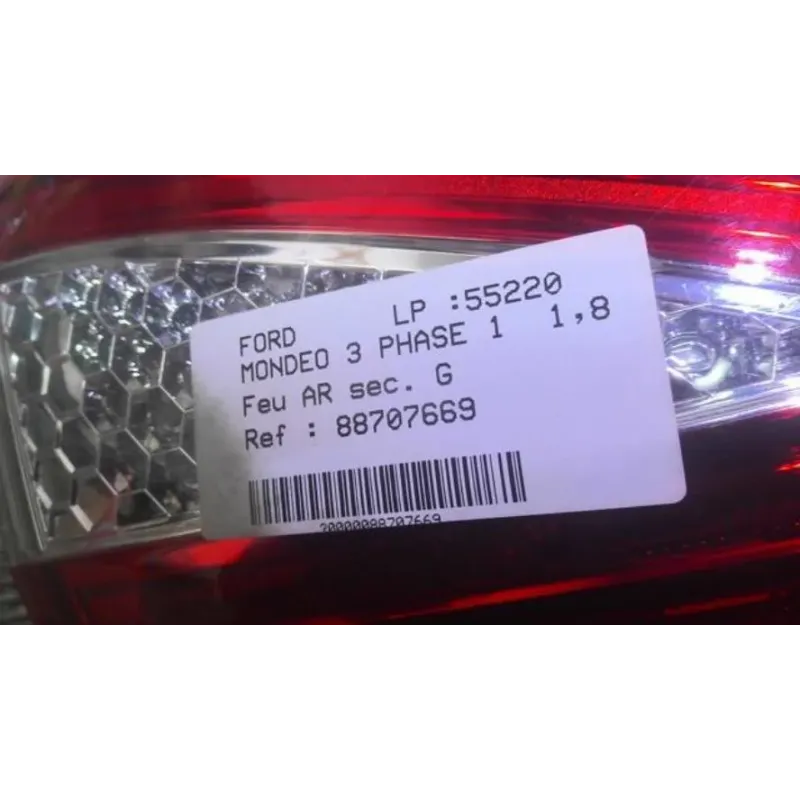 FORD LP :55220
MONDEO 3 PHASE 1 1,8
Feu AR sec. G
Ref : 88707669
20000088707669